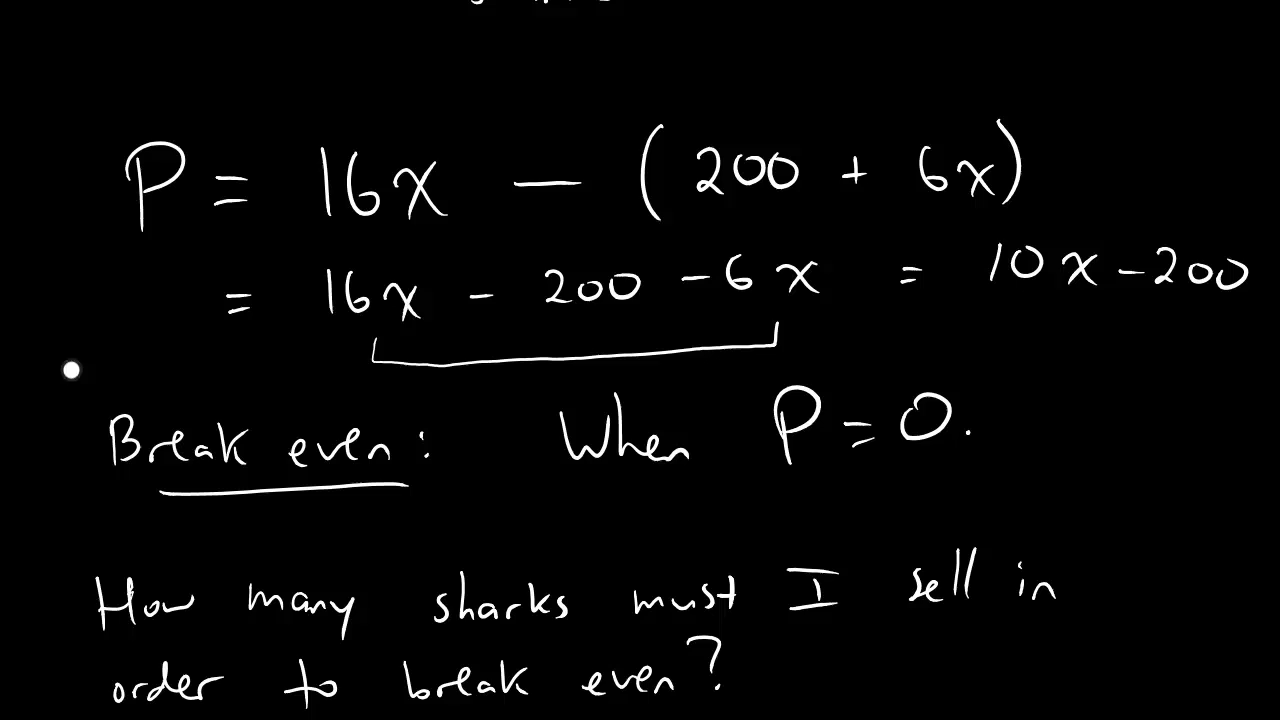 P = 16x - (200 + 6x)
= 16x - 200 - 6x = 10x - 200
Break even: When P = 0.
How many sharks must I sell in
order to break even?